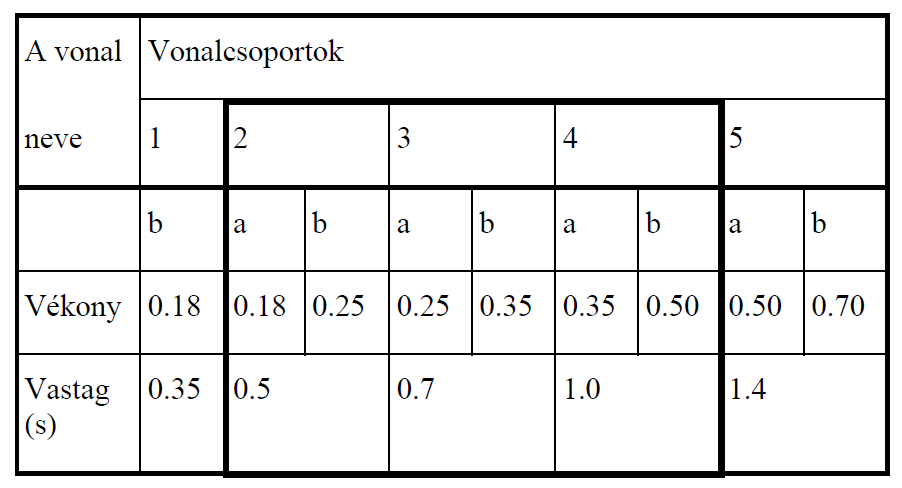 A vonal Vonalcsoportok
neve 1 2 3 4 5
b a b a b a b a b
Vékony 0.18 0.18 0.25 0.25 0.35 0.35 0.50 0.50 0.70
Vastag 0.35 0.5 0.7 1.0 1.4
(s)